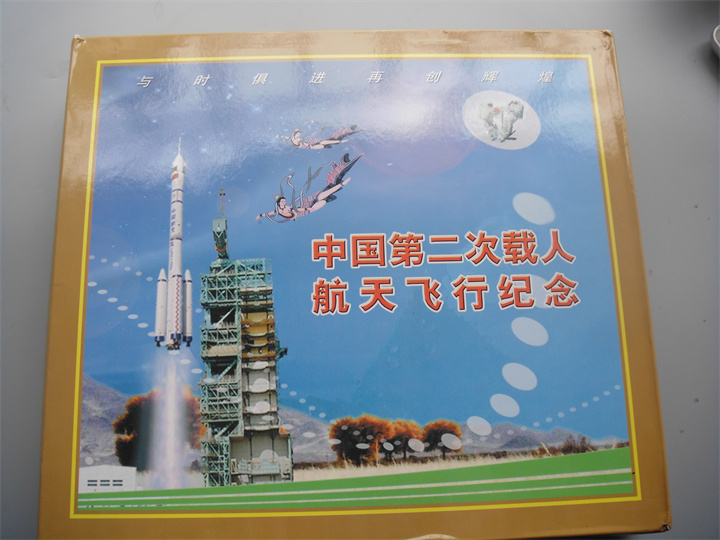 与时俱进再创辉煌
中国第二次载人
航天飞行纪念